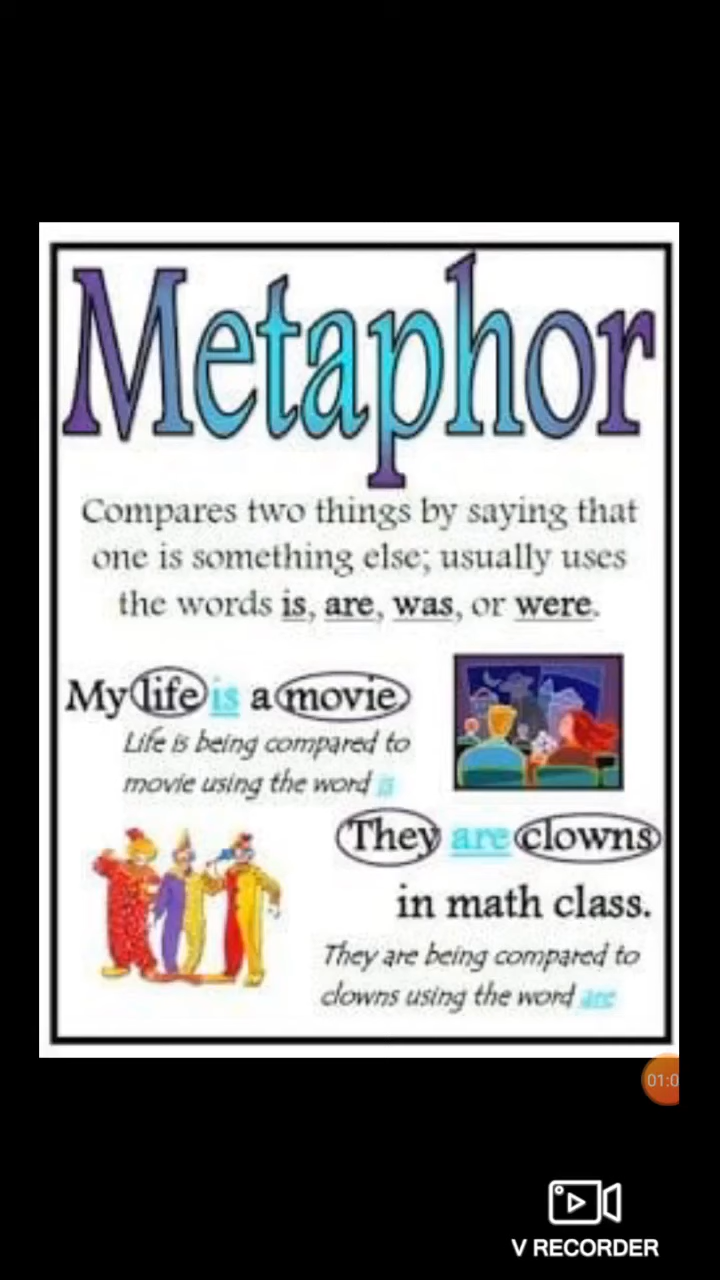 Metaphor
Compares two things by saying that
one is something else; usually uses
the words is, are, was, or were.
My life is a movie
Life is being compared to
movie using the word is
They are clowns
in math class.
They are being compared to
clowns using the word are
01:0
V RECORDER